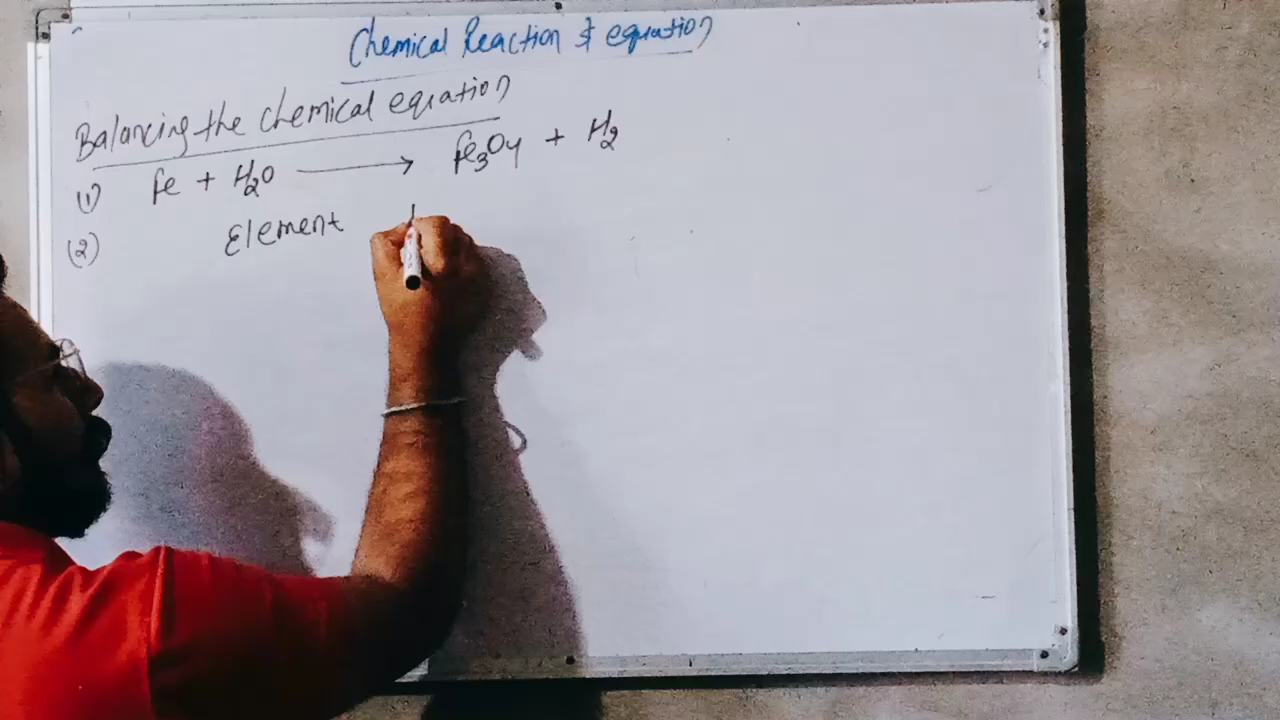 Chemical Reaction & equation
Balancing the chemical equation
(1) Fe + H₂O ⟶ Fe₃O₄ + H₂
(2) Element